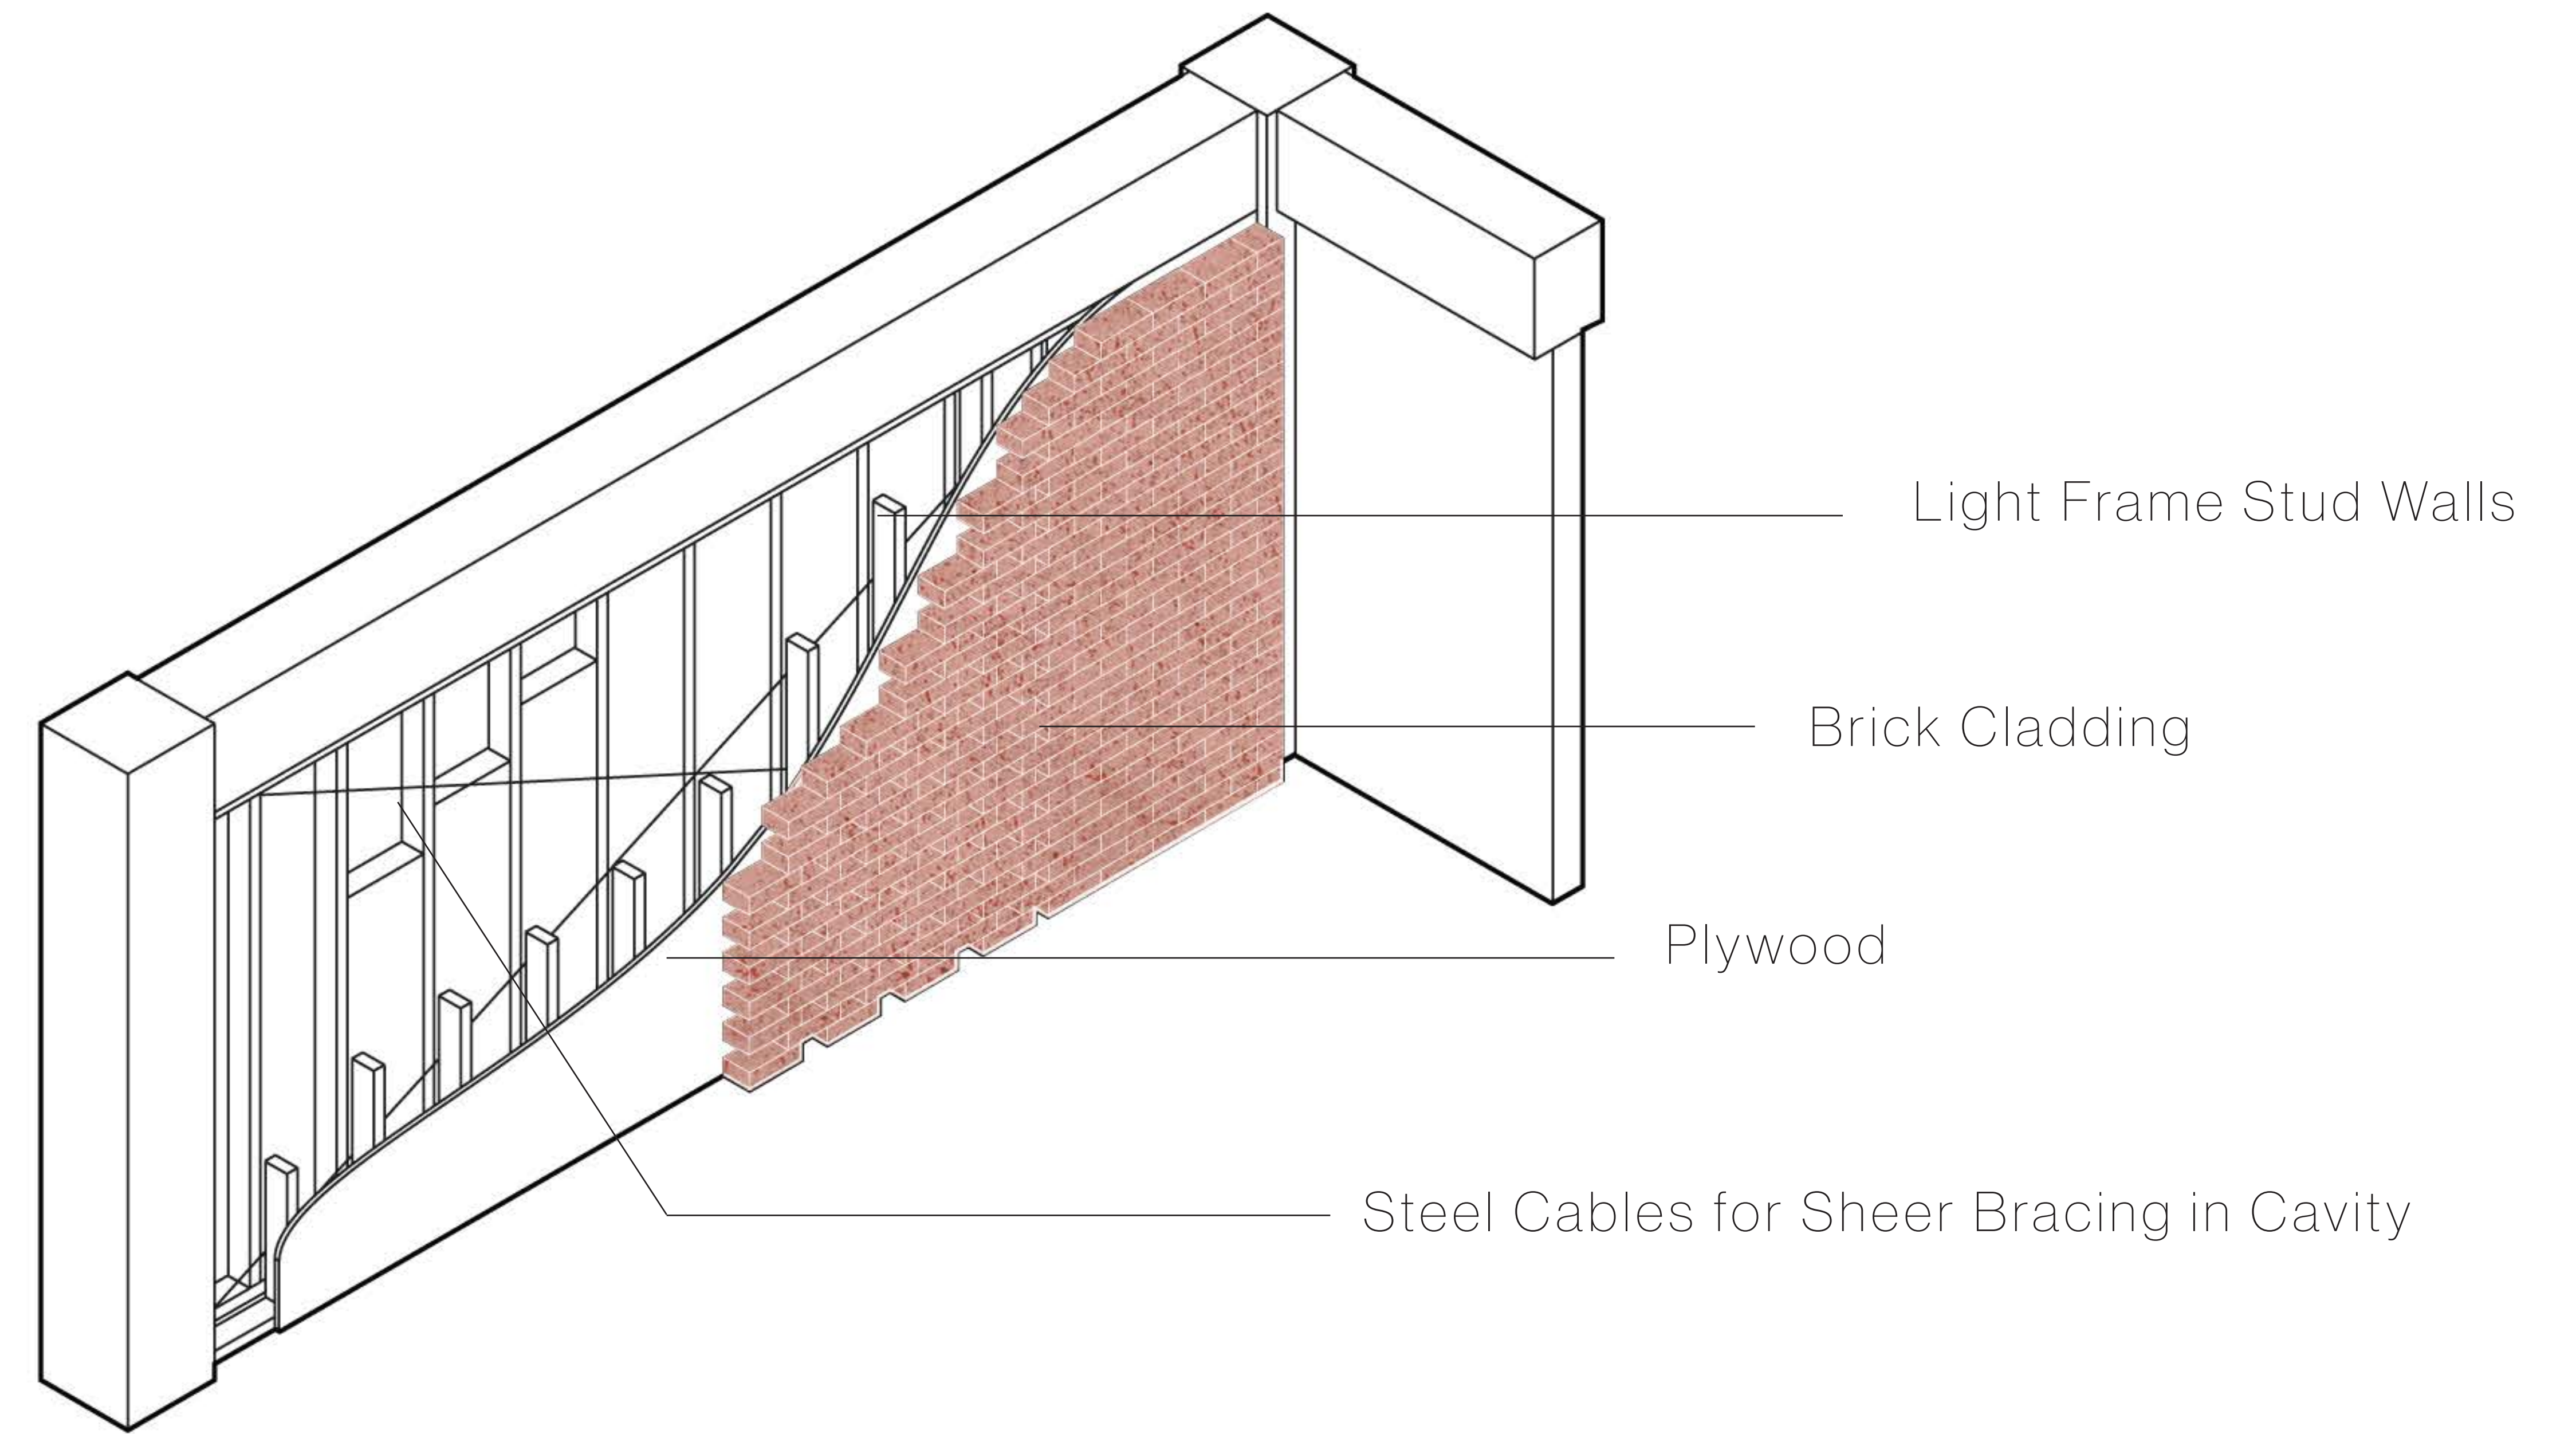 Light Frame Stud Walls
Brick Cladding
Plywood
Steel Cables for Sheer Bracing in Cavity